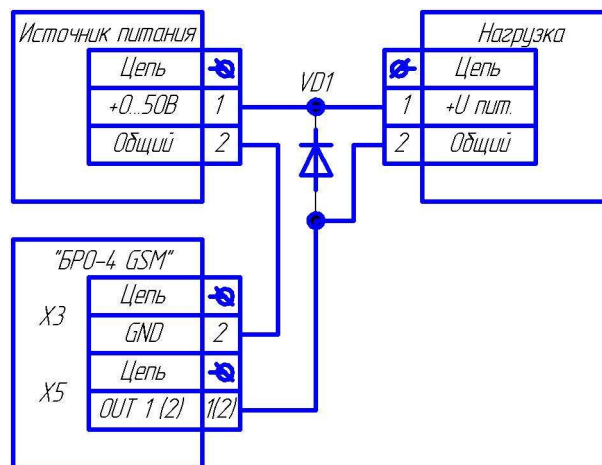 Источник питания
Цепь
+0...50В 1
Общий 2
VD1
Нагрузка
Цепь
1 +U пит.
2 Общий
"БРО-4 GSM"
X3
Цепь
GND 2
X5
Цепь
OUT 1 (2) 1(2)